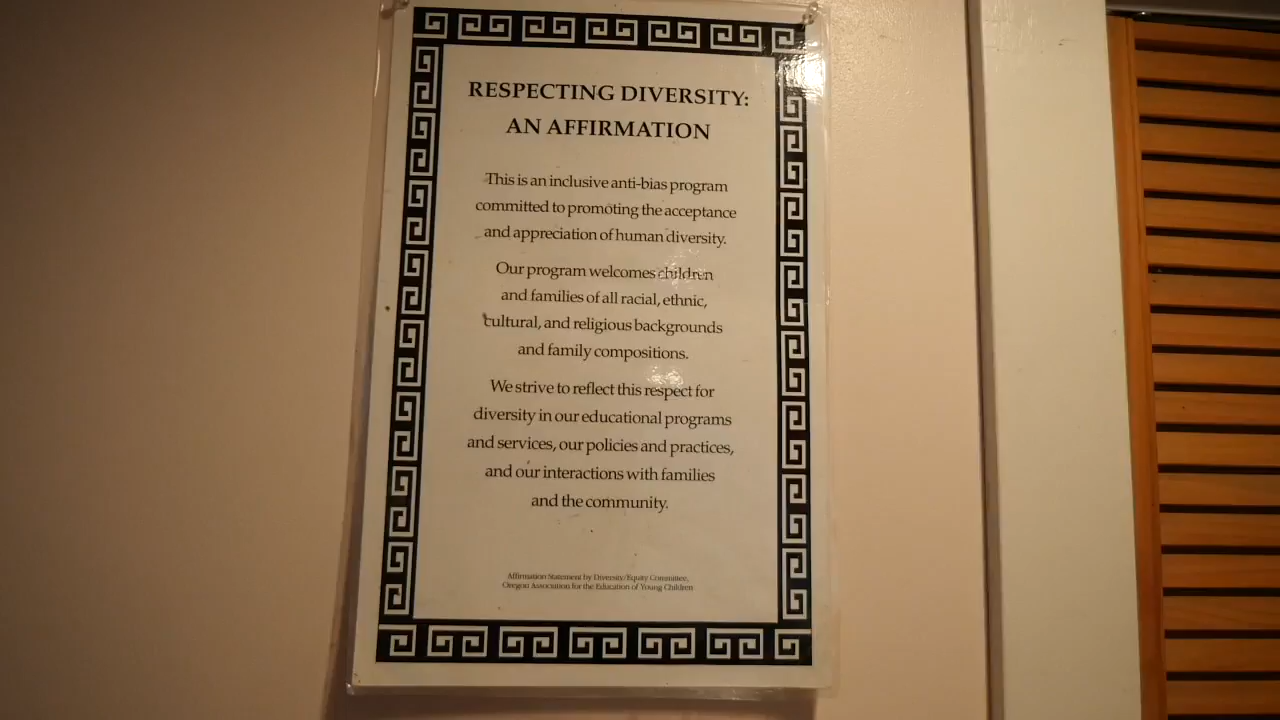 RESPECTING DIVERSITY:
AN AFFIRMATION
This is an inclusive anti-bias program
committed to promoting the acceptance
and appreciation of human diversity.
Our program welcomes children
and families of all racial, ethnic,
cultural, and religious backgrounds
and family compositions.
We strive to reflect this respect for
diversity in our educational programs
and services, our policies and practices,
and our interactions with families
and the community.
Affirmation Statement by Diversity/Equity Committee,
Oregon Association for the Education of Young Children